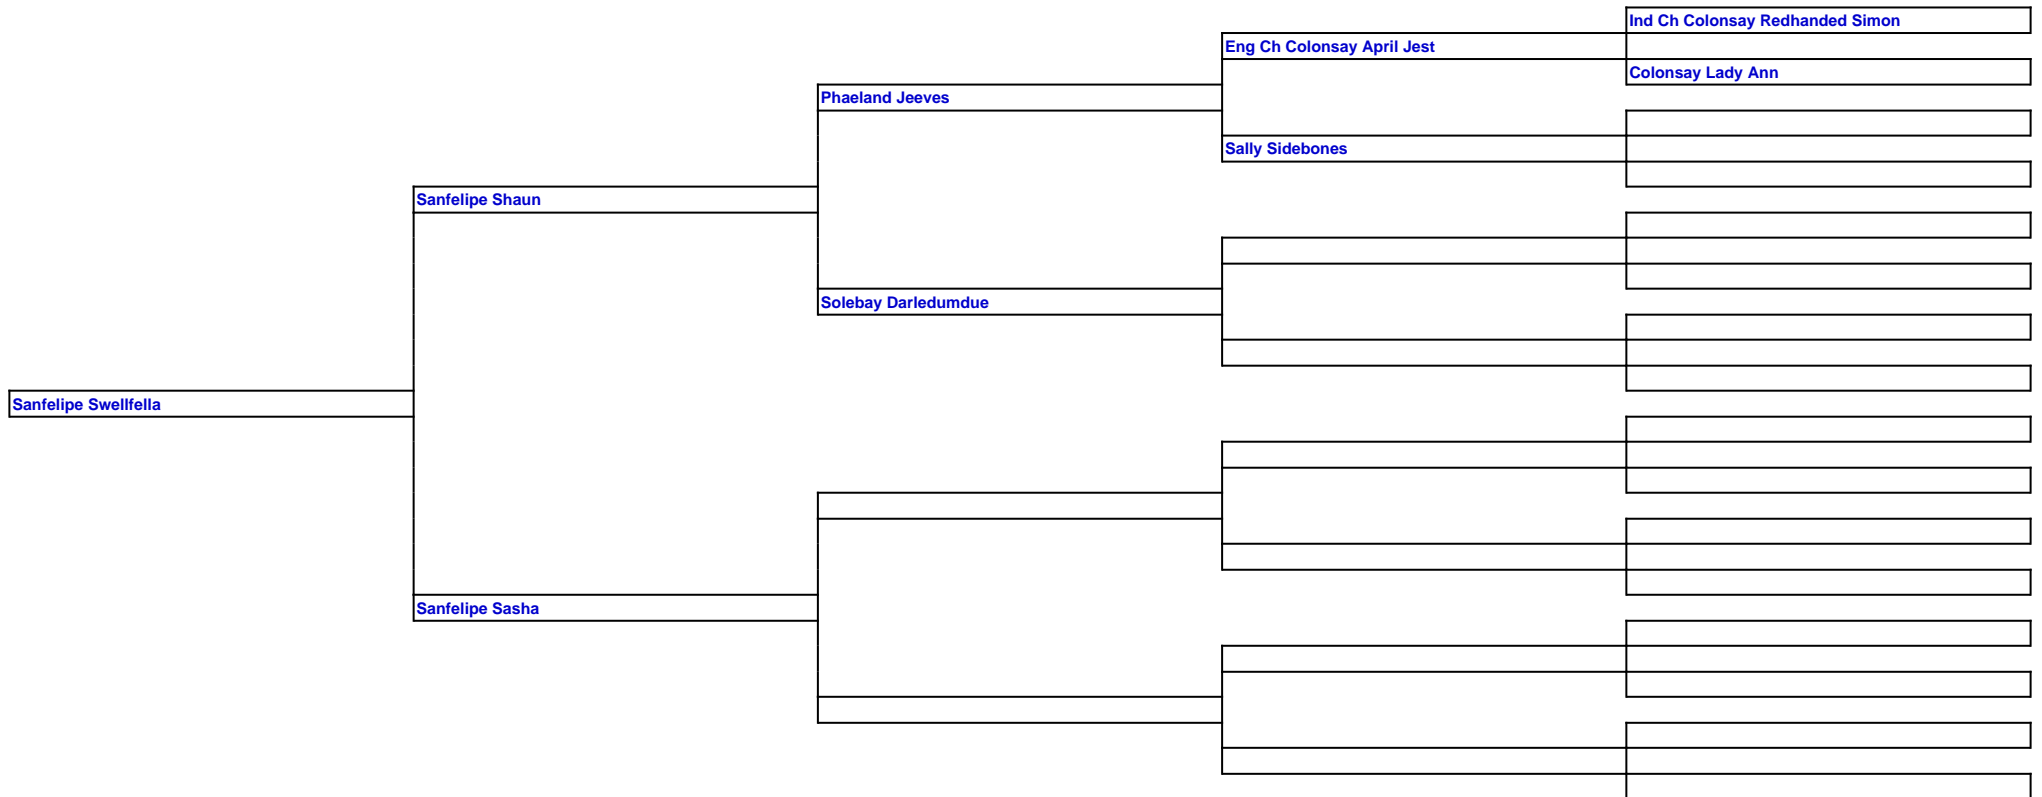 Ind Ch Colonsay Redhanded Simon
Eng Ch Colonsay April Jest
Colonsay Lady Ann
Phaeland Jeeves
Sally Sidebones
Sanfelipe Shaun
Solebay Darledumdue
Sanfelipe Swellfella
Sanfelipe Sasha